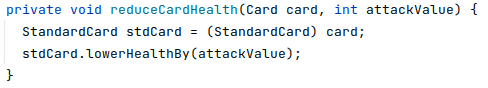 private void reduceCardHealth(Card card, int attackValue) {
  StandardCard stdCard = (StandardCard) card;
  stdCard.lowerHealthBy(attackValue);
}